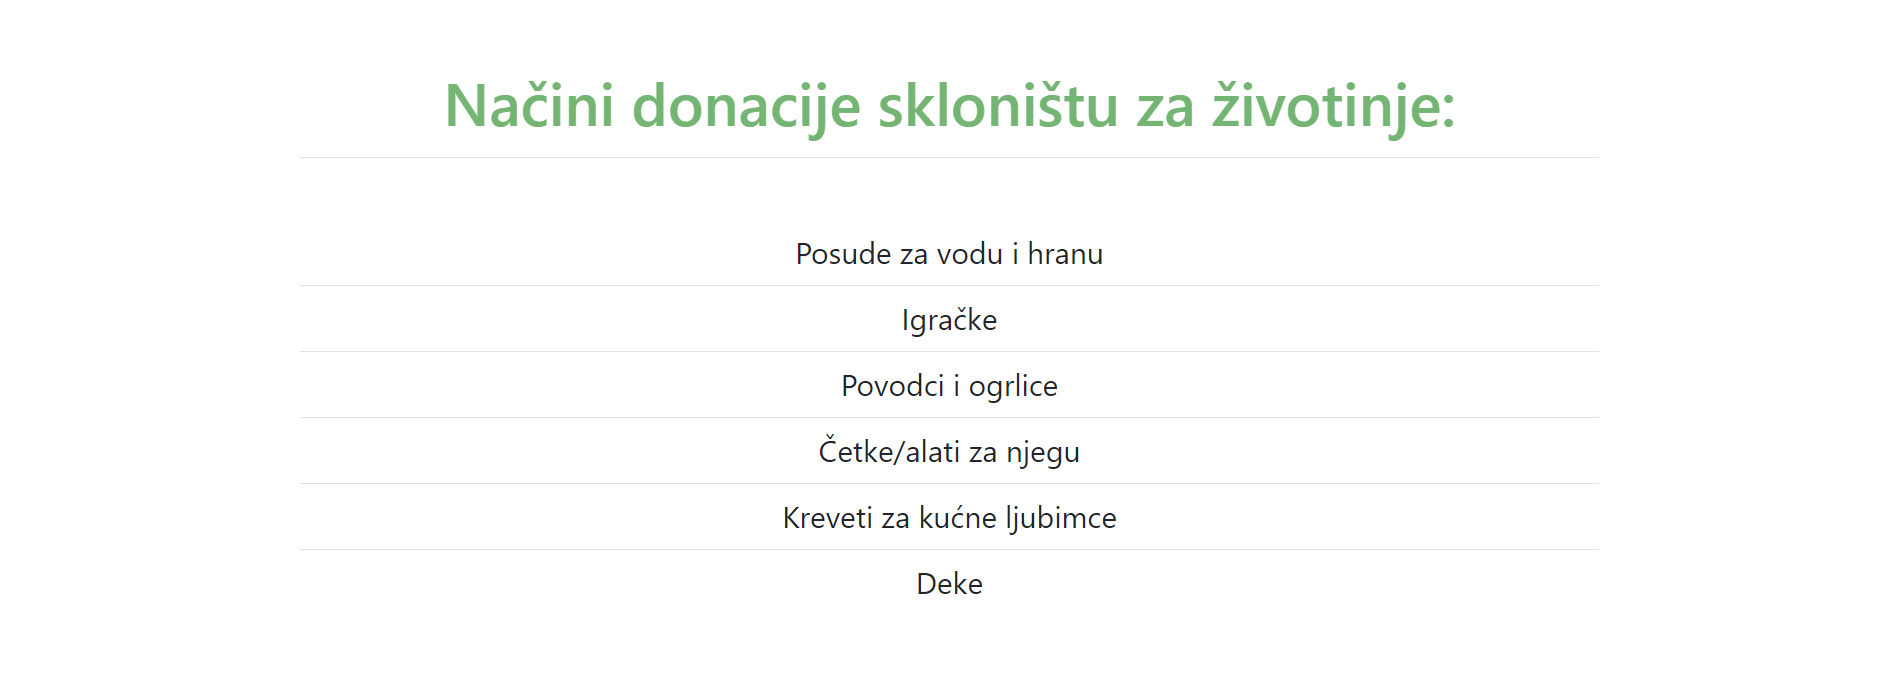 Načini donacije skloništu za životinje:
Posude za vodu i hranu
Igračke
Povodci i ogrlice
Četke/alati za njegu
Kreveti za kućne ljubimce
Deke